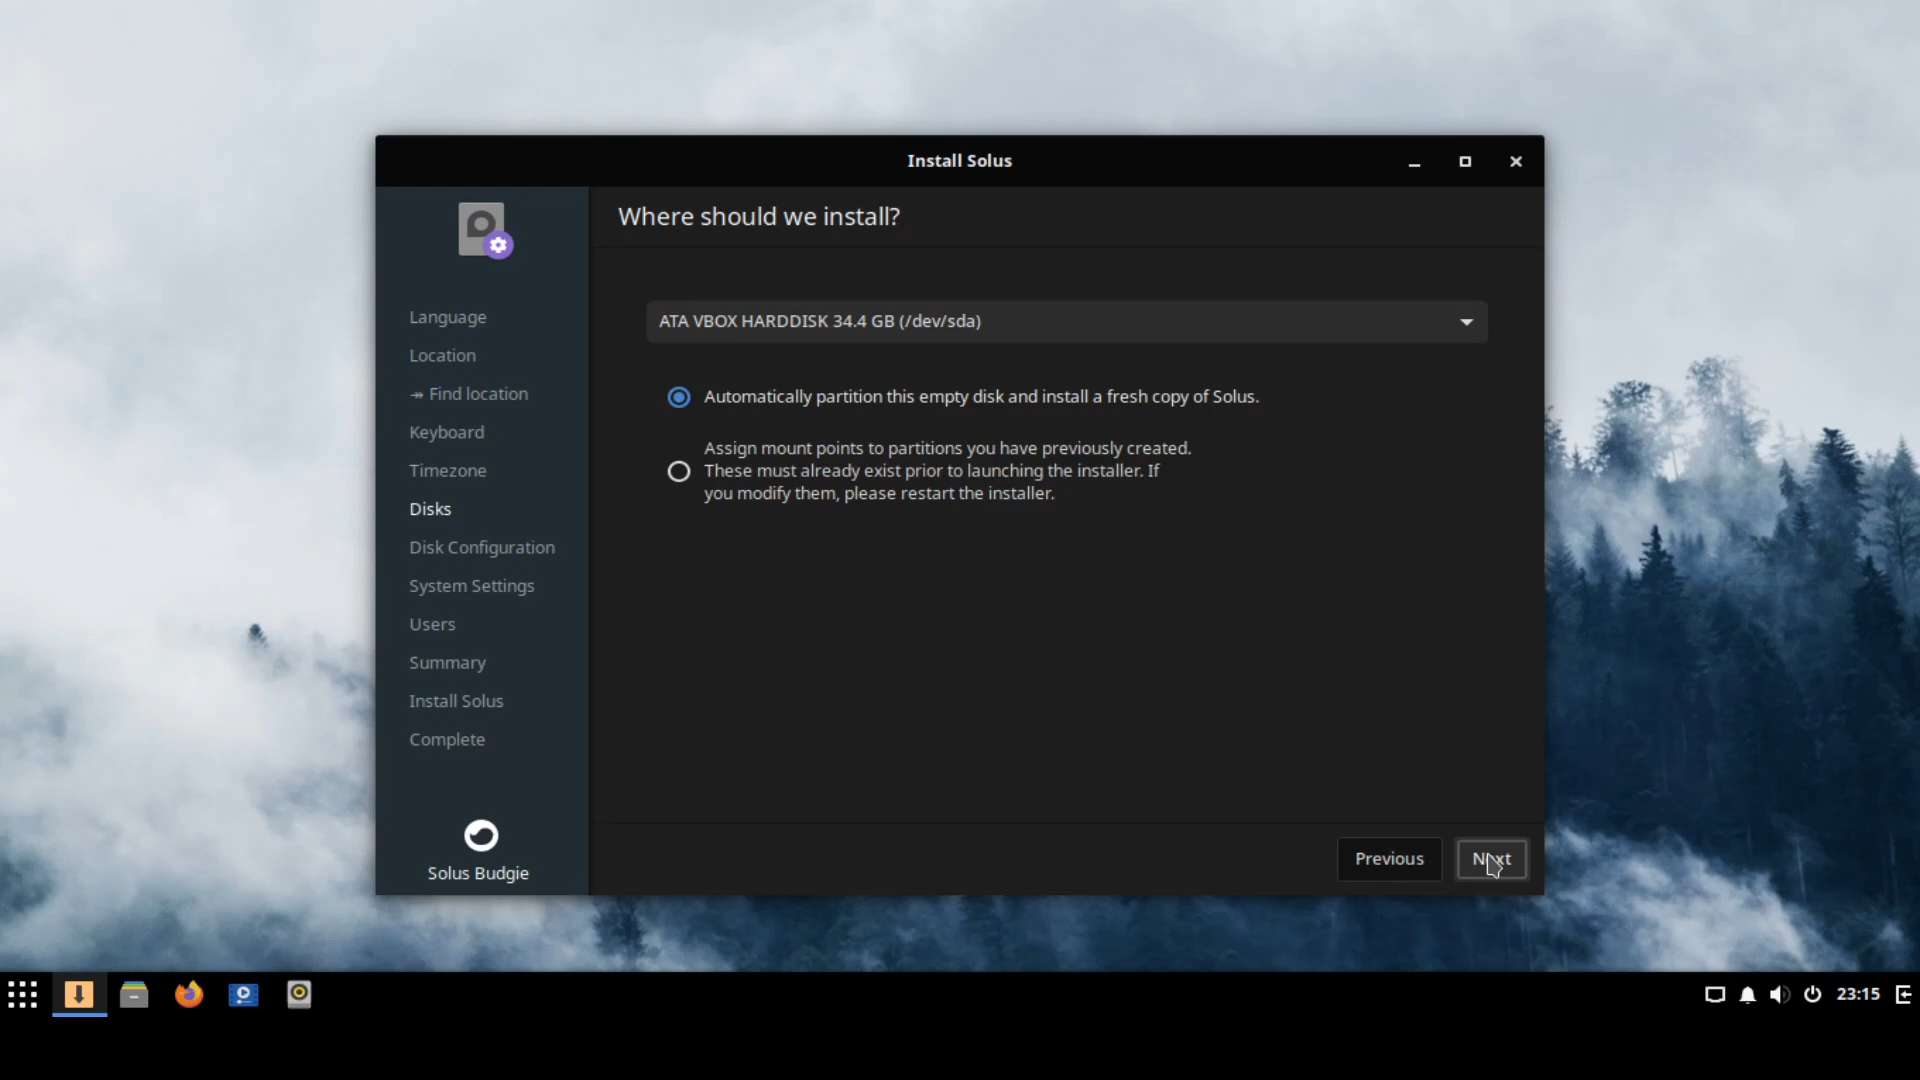 Install Solus
Where should we install?
Language
Location
↠ Find location
Keyboard
Timezone
Disks
Disk Configuration
System Settings
Users
Summary
Install Solus
Complete
Solus Budgie
ATA VBOX HARDDISK 34.4 GB (/dev/sda)
Automatically partition this empty disk and install a fresh copy of Solus.
Assign mount points to partitions you have previously created.
These must already exist prior to launching the installer. If
you modify them, please restart the installer.
Previous
Next
23:15